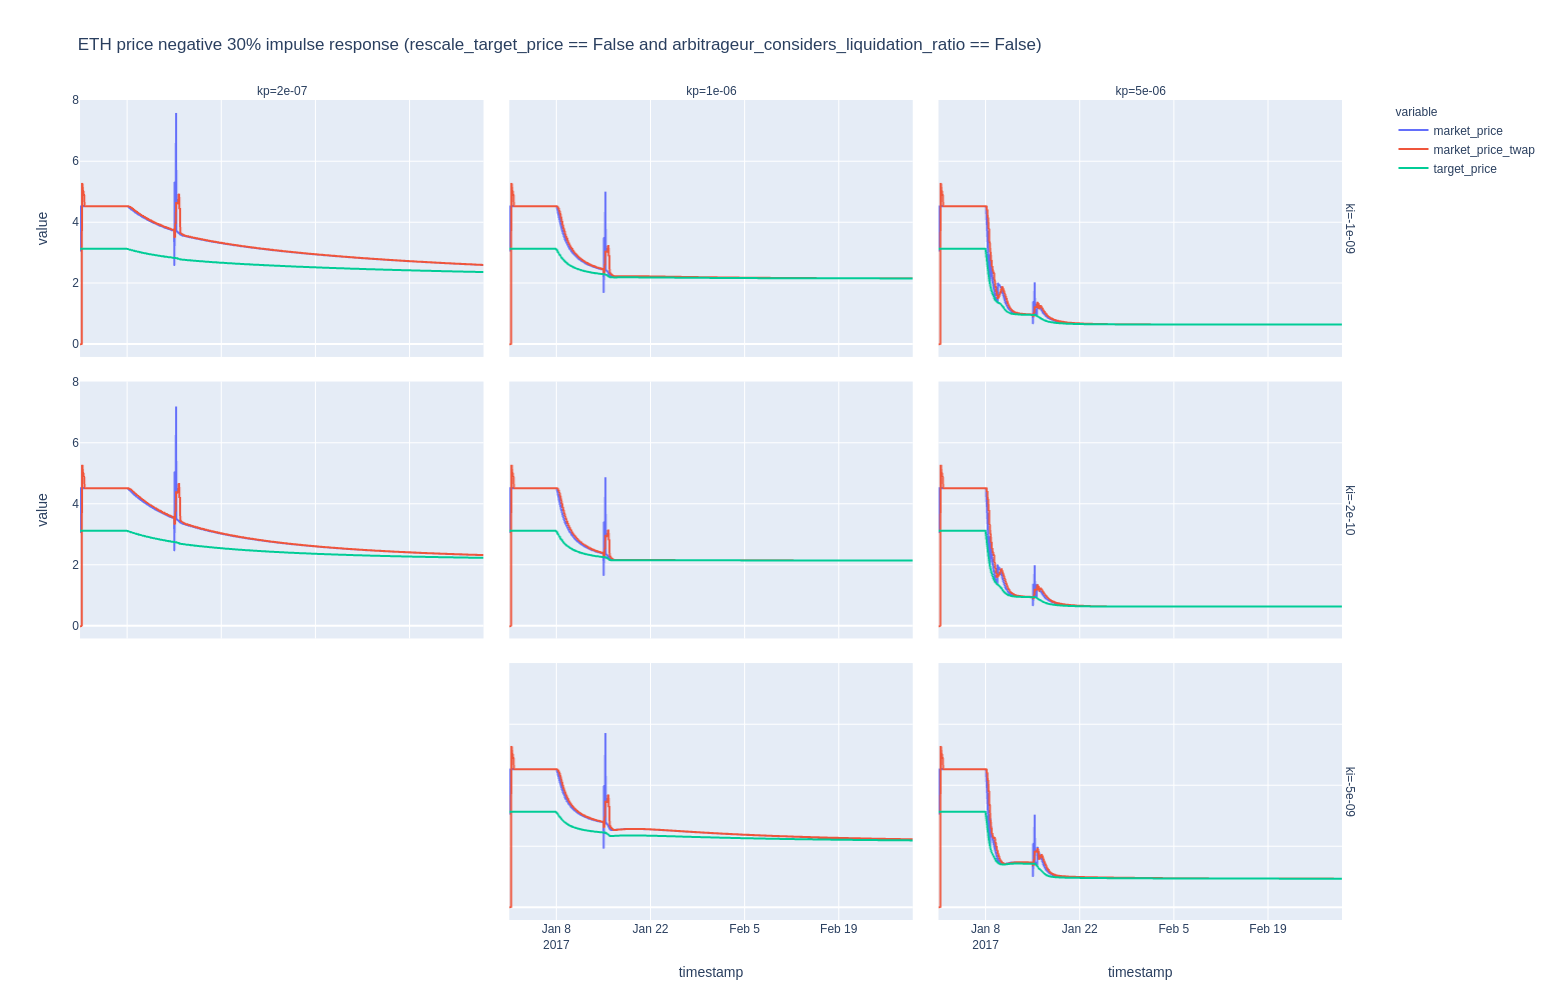 ETH price negative 30% impulse response (rescale_target_price == False and arbitrageur_considers_liquidation_ratio == False)
kp=2e-07
kp=1e-06
kp=5e-06
variable
market_price
market_price_twap
target_price
8
6
4
2
0
value
ki=-1e-09
8
6
4
2
0
value
ki=-2e-10
ki=-5e-09
Jan 8
2017
Jan 22
Feb 5
Feb 19
Jan 8
2017
Jan 22
Feb 5
Feb 19
timestamp
timestamp